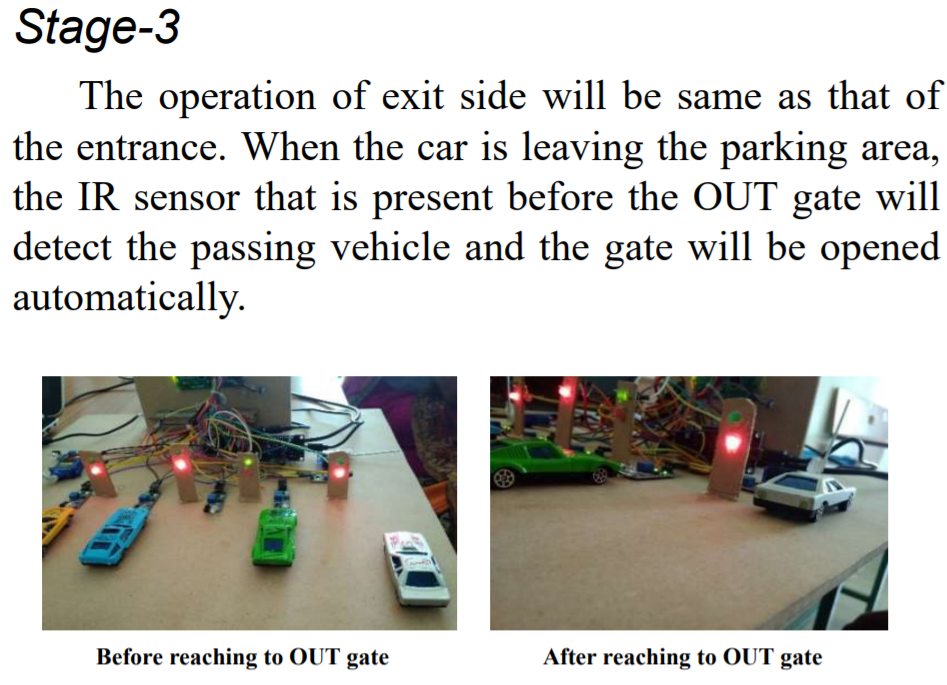 Stage-3
The operation of exit side will be same as that of
the entrance. When the car is leaving the parking area,
the IR sensor that is present before the OUT gate will
detect the passing vehicle and the gate will be opened
automatically.
Before reaching to OUT gate
After reaching to OUT gate